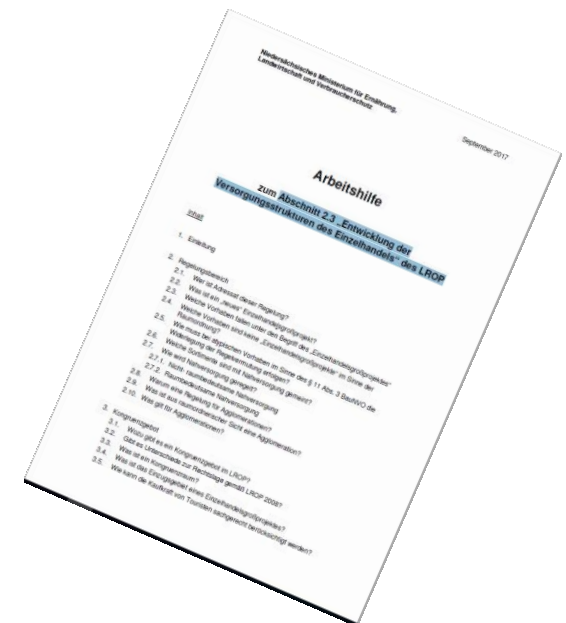 Niedersächsisches Ministerium für Ernährung,
Landwirtschaft und Verbraucherschutz
September 2017
Arbeitshilfe
zum Abschnitt 2.3 „Entwicklung der
Versorgungsstrukturen des Einzelhandels“ des LROP
Inhalt
1. Einleitung
2. Regelungsbereich
2.1. Wer ist Adressat dieser Regelung?
2.2. Was ist ein „neues“ Einzelhandelsgroßprojekt?
2.3. Welche Vorhaben fallen unter den Begriff des „Einzelhandelsgroßprojektes“
2.4. Welche Vorhaben sind keine „Einzelhandelsgroßprojekte“ im Sinne der
Raumordnung?
2.5. Wie muss bei atypischen Vorhaben im Sinne des § 11 Abs. 3 BauNVO die
Widerlegung der Regelvermutung erfolgen?
2.6. Welche Sortimente sind mit Nahversorgung gemeint?
2.7. Wie wird Nahversorgung geregelt?
2.7.1. Nicht raumbedeutsame Nahversorgung
2.7.2. Raumbedeutsame Nahversorgung
2.8. Warum eine Regelung für Agglomerationen?
2.9. Was ist aus raumordnerischer Sicht eine Agglomeration?
2.10. Was gilt für Agglomerationen?
3. Kongruenzgebot
3.1. Wozu gibt es ein Kongruenzgebot im LROP?
3.2. Gibt es Unterschiede zur Rechtslage gemäß LROP 2008?
3.3. Was ist ein Kongruenzraum?
3.4. Was ist das Einzugsgebiet eines Einzelhandelsgroßprojektes?
3.5. Wie kann die Kaufkraft von Touristen sachgerecht berücksichtigt werden?